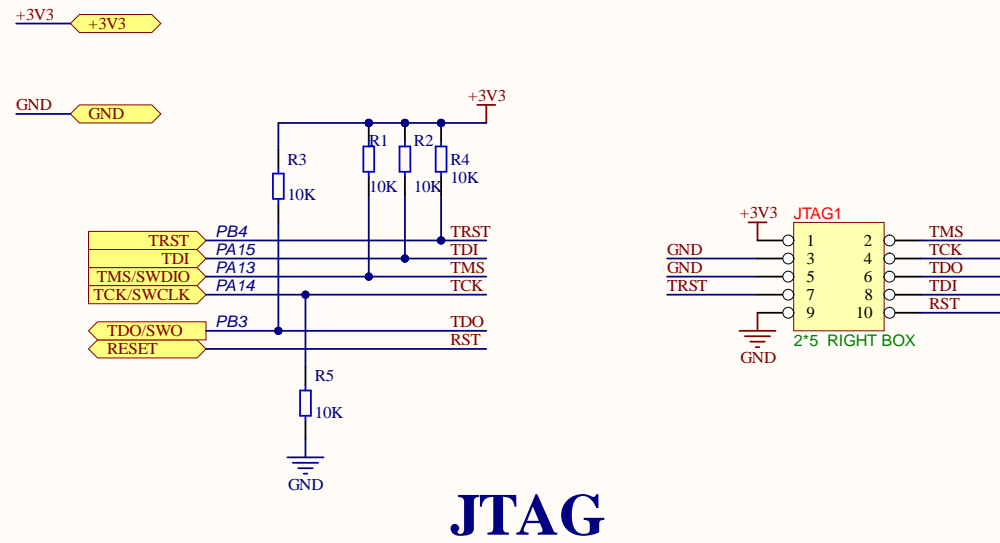 +3V3 +3V3
GND GND
+3V3
R3 R1 R2 R4
10K 10K 10K 10K
TRST PB4 TRST
TDI PA15 TDI
TMS/SWDIO PA13 TMS
TCK/SWCLK PA14 TCK
TDO/SWO PB3 TDO
RESET RST
R5
10K
GND
+3V3 JTAG1
1 2 TMS
GND 3 4 TCK
GND 5 6 TDO
TRST 7 8 TDI
9 10 RST
GND 2*5 RIGHT BOX
JTAG